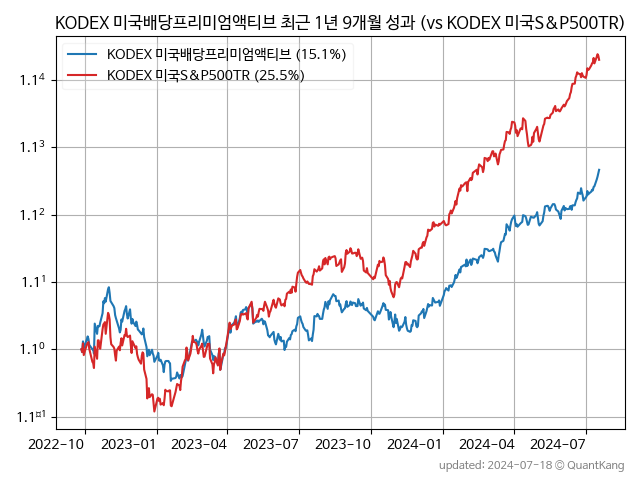 KODEX 미국배당프리미엄액티브 최근 1년 9개월 성과 (vs KODEX 미국S&P500TR)
KODEX 미국배당프리미엄액티브 (15.1%)
KODEX 미국S&P500TR (25.5%)
1.1⁴
1.1³
1.1²
1.1¹
1.1⁰
1.1¤¹
2022-10 2023-01 2023-04 2023-07 2023-10 2024-01 2024-04 2024-07
updated: 2024-07-18 © QuantKang